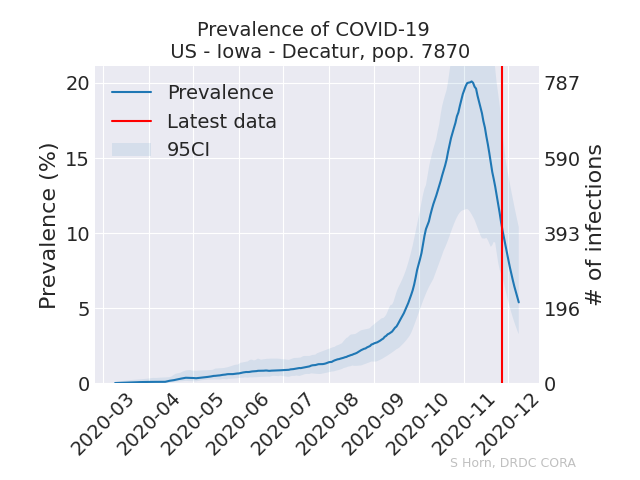 Prevalence of COVID-19
US - Iowa - Decatur, pop. 7870
Prevalence
Latest data
95CI
Prevalence (%)
20
15
10
5
0
787
590
393
196
0
# of infections
2020-03
2020-04
2020-05
2020-06
2020-07
2020-08
2020-09
2020-10
2020-11
2020-12
S Horn, DRDC CORA